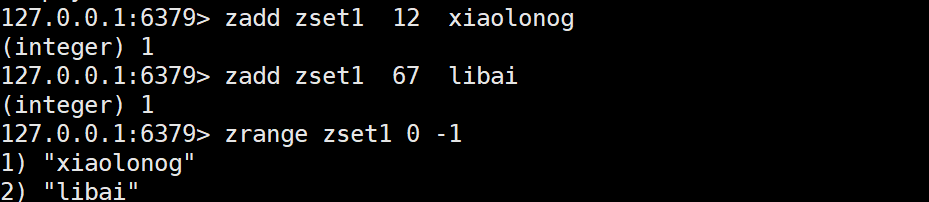 127.0.0.1:6379> zadd zset1  12  xiaolonog
(integer) 1
127.0.0.1:6379> zadd zset1  67  libai
(integer) 1
127.0.0.1:6379> zrange zset1 0 -1
1) "xiaolonog"
2) "libai"